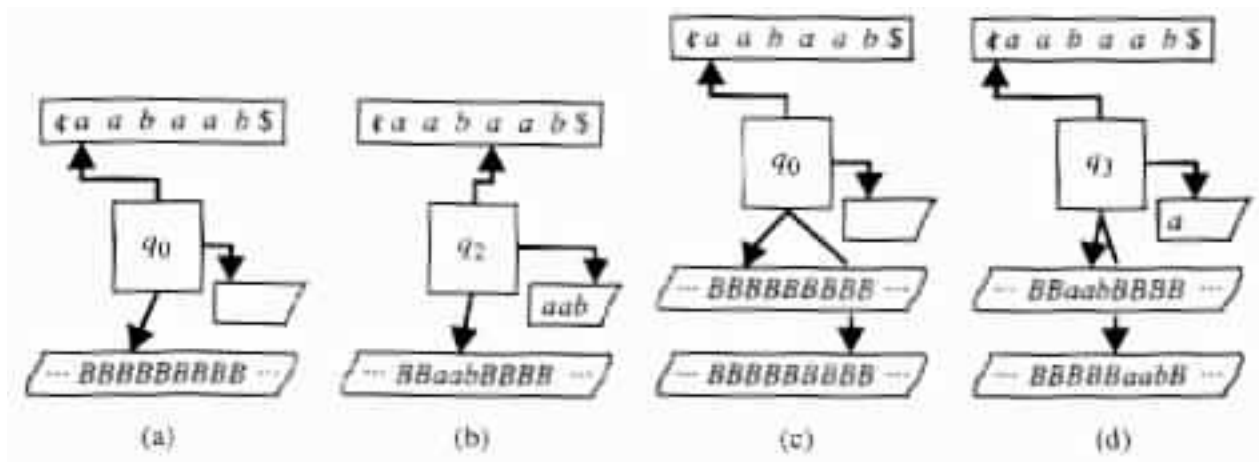 ¢a a b a a b $
q0
··· BBBBBBBBB ···
(a)
¢a a b a a b $
q2
aab
··· BBaabBBBB ···
(b)
¢a a b a a b $
q0
··· BBBBBBBBB ···
··· BBBBBBBBB ···
(c)
¢a a b a a b $
q3
a
··· BBaabBBBB ···
··· BBBBBaabB ···
(d)